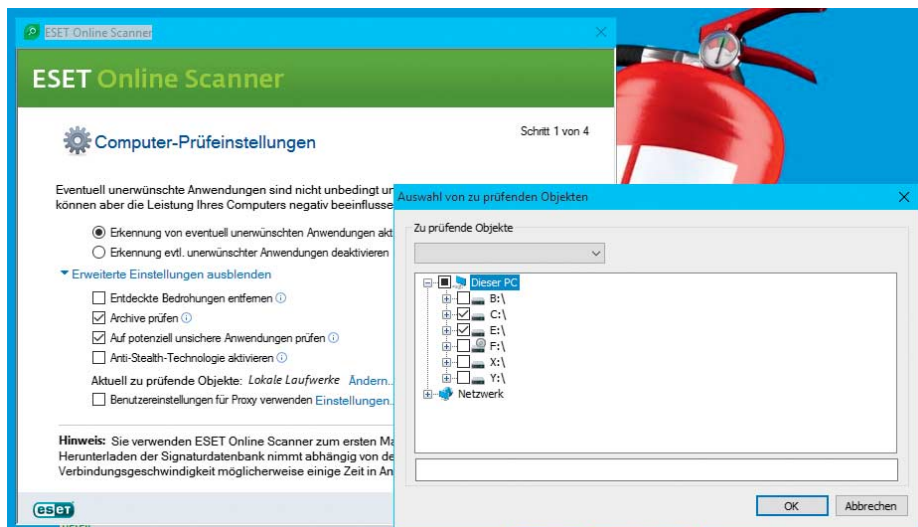 ESET Online Scanner
ESET Online Scanner
Computer-Prüfeinstellungen
Schritt 1 von 4
Eventuell unerwünschte Anwendungen sind nicht unbedingt
können aber die Leistung Ihres Computers negativ
Erkennung von eventuell unerwünschten Anwendungen
Erkennung evtl. unerwünschter Anwendungen deaktivieren
Erweiterte Einstellungen ausblenden
Entdeckte Bedrohungen entfernen
Archive prüfen
Auf potenziell unsichere Anwendungen prüfen
Anti-Stealth-Technologie aktivieren
Aktuell zu prüfende Objekte: Lokale Laufwerke Ändern..
Benutzereinstellungen für Proxy verwenden Einstellungen..
Hinweis: Sie verwenden ESET Online Scanner zum ersten
Herunterladen der Signaturdatenbank nimmt abhängig von
Verbindungsgeschwindigkeit möglicherweise einige Zeit in
eset
Auswahl von zu prüfenden Objekten
Zu prüfende Objekte
Dieser PC
B:\
C:\
E:\
F:\
X:\
Y:\
Netzwerk
OK
Abbrechen